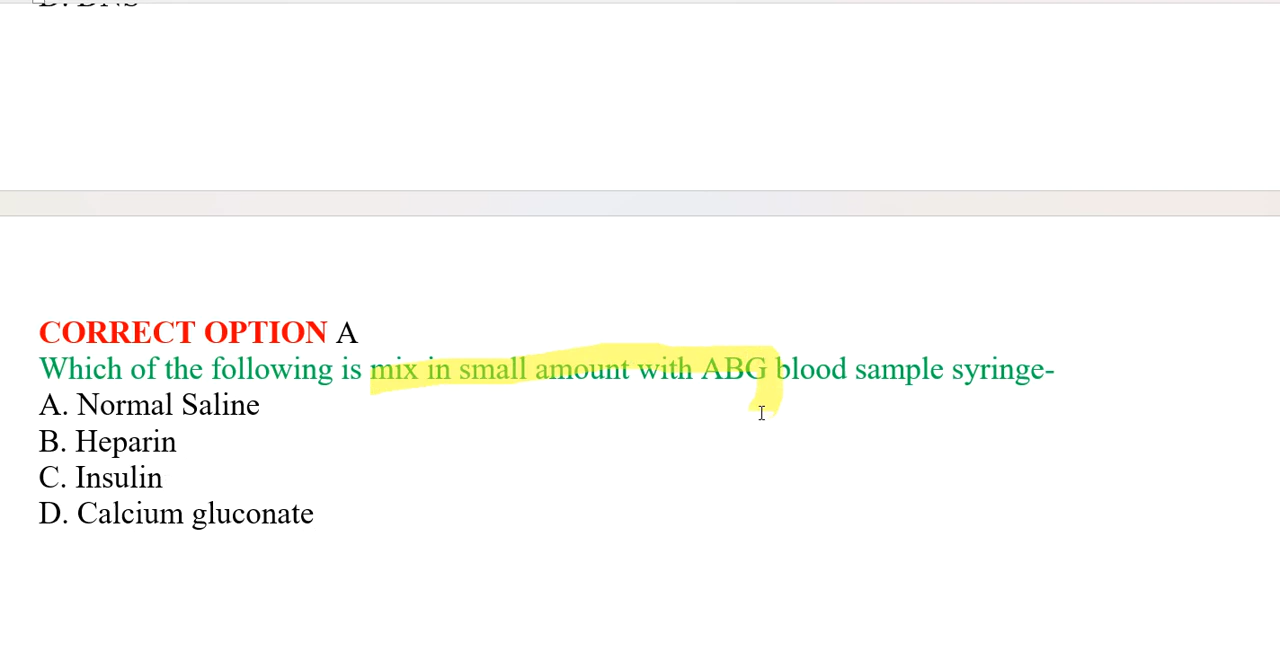 CORRECT OPTION A
Which of the following is mix in small amount with ABG blood sample syringe-
A. Normal Saline
B. Heparin
C. Insulin
D. Calcium gluconate